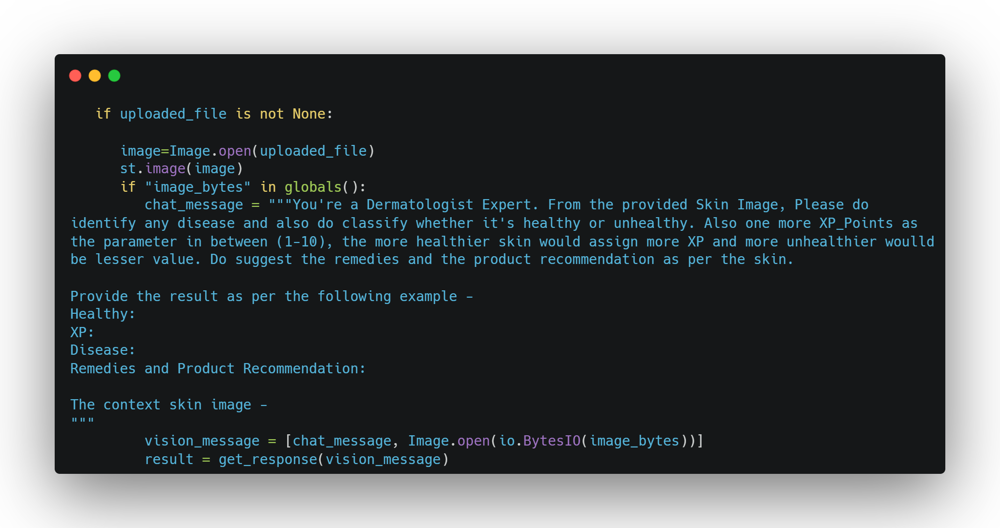 if uploaded_file is not None:
image=Image.open(uploaded_file)
st.image(image)
if "image_bytes" in globals():
chat_message = """You're a Dermatologist Expert. From the provided Skin Image, Please do
identify any disease and also do classify whether it's healthy or unhealthy. Also one more XP_Points as
the parameter in between (1-10), the more healthier skin would assign more XP and more unhealthier woulld
be lesser value. Do suggest the remedies and the product recommendation as per the skin.
Provide the result as per the following example -
Healthy:
XP:
Disease:
Remedies and Product Recommendation:
The context skin image -
"""
vision_message = [chat_message, Image.open(io.BytesIO(image_bytes))]
result = get_response(vision_message)